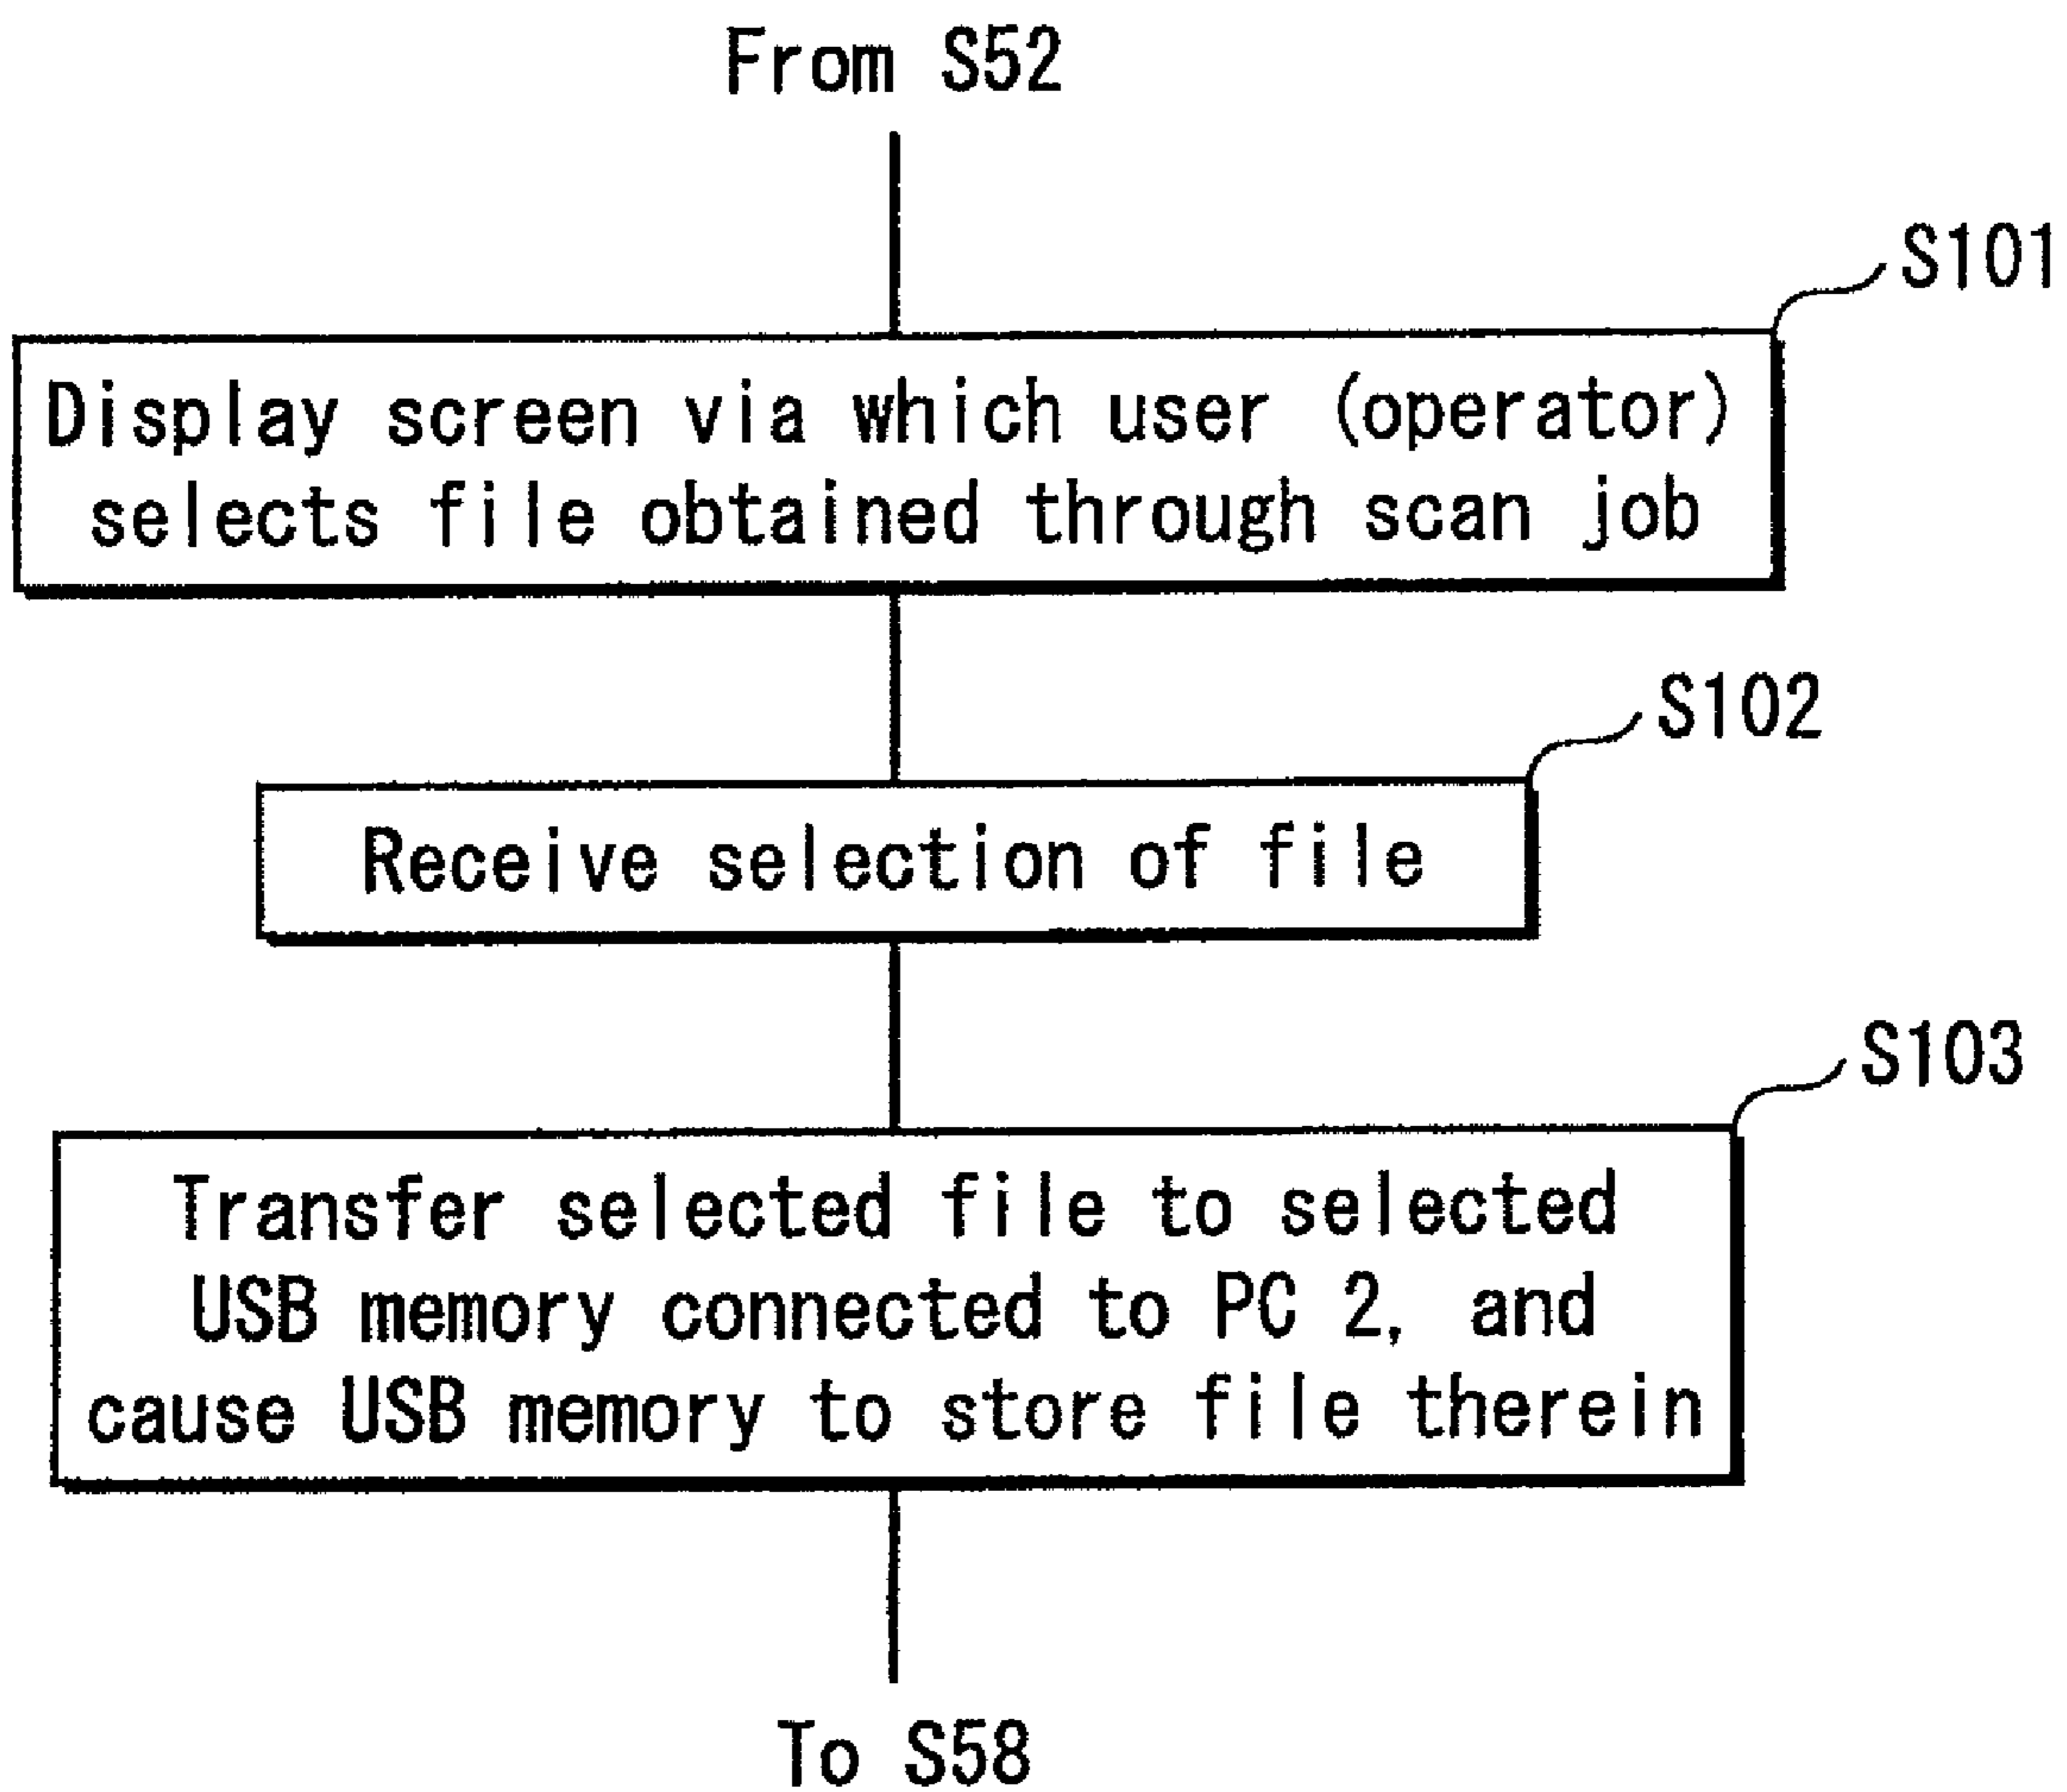 From S52
S101
Display screen via which user (operator)
selects file obtained through scan job
S102
Receive selection of file
S103
Transfer selected file to selected
USB memory connected to PC 2, and
cause USB memory to store file therein
To S58